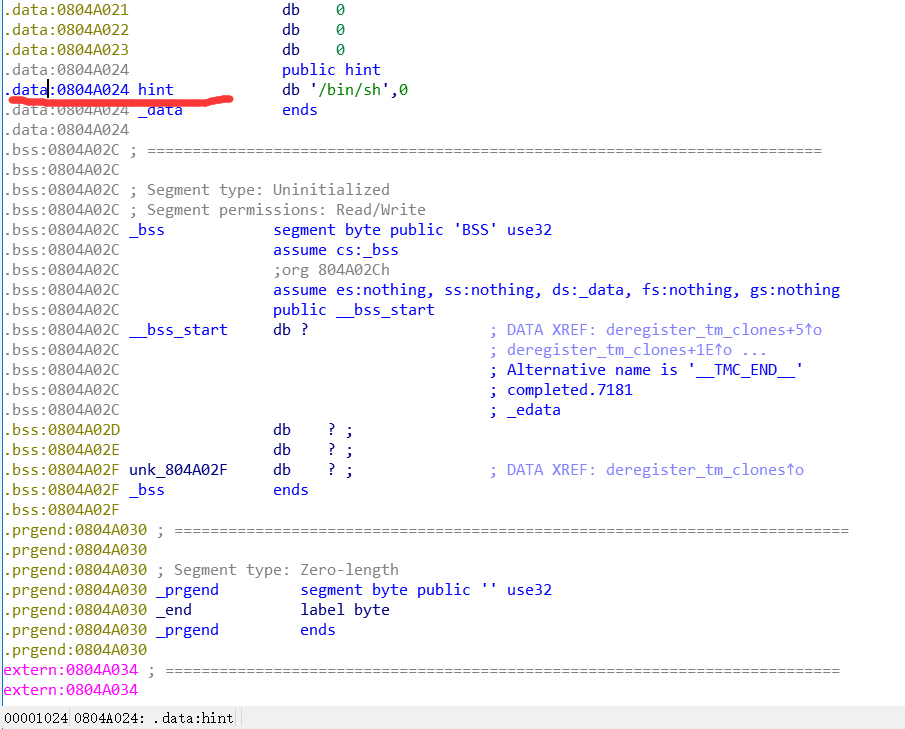 .data:0804A021 db 0
.data:0804A022 db 0
.data:0804A023 db 0
.data:0804A024 public hint
.data:0804A024 hint db '/bin/sh',0
.data:0804A024 _data ends
.data:0804A024
.bss:0804A02C ; ===========================================================================
.bss:0804A02C
.bss:0804A02C ; Segment type: Uninitialized
.bss:0804A02C ; Segment permissions: Read/Write
.bss:0804A02C _bss segment byte public 'BSS' use32
.bss:0804A02C assume cs:_bss
.bss:0804A02C ;org 804A02Ch
.bss:0804A02C assume es:nothing, ss:nothing, ds:_data, fs:nothing, gs:nothing
.bss:0804A02C public __bss_start
.bss:0804A02C __bss_start db ? ; DATA XREF: deregister_tm_clones+5↑o
.bss:0804A02C ; deregister_tm_clones+1E↑o ...
.bss:0804A02C ; Alternative name is '__TMC_END__'
.bss:0804A02C ; completed.7181
.bss:0804A02C ; _edata
.bss:0804A02D db ? ;
.bss:0804A02E db ? ;
.bss:0804A02F unk_804A02F db ? ; ; DATA XREF: deregister_tm_clones↑o
.bss:0804A02F _bss ends
.bss:0804A02F
.prgend:0804A030 ; ===========================================================================
.prgend:0804A030
.prgend:0804A030 ; Segment type: Zero-length
.prgend:0804A030 _prgend segment byte public '' use32
.prgend:0804A030 _end label byte
.prgend:0804A030 _prgend ends
.prgend:0804A030
extern:0804A034 ; ===========================================================================
extern:0804A034
00001024 0804A024: .data:hint